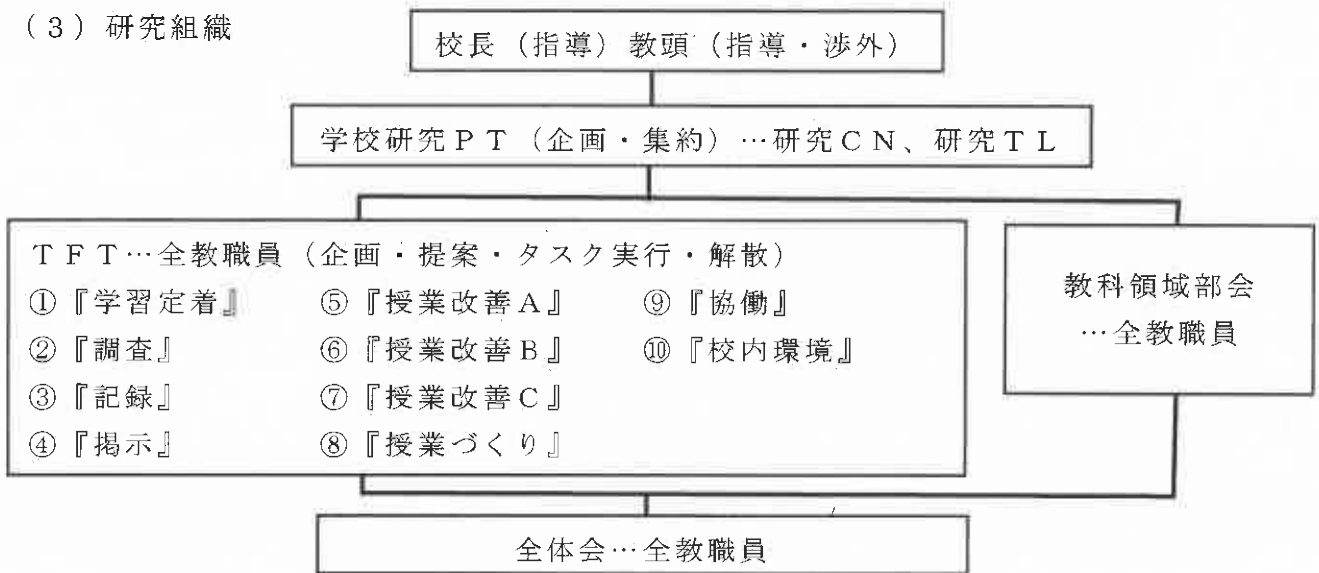 （３）研究組織
校長（指導）教頭（指導・渉外）
学校研究ＰＴ（企画・集約）…研究ＣＮ、研究ＴＬ
ＴＦＴ…全教職員（企画・提案・タスク実行・解散）
①『学習定着』　⑤『授業改善Ａ』　⑨『協働』
②『調査』　⑥『授業改善Ｂ』　⑩『校内環境』
③『記録』　⑦『授業改善Ｃ』
④『掲示』　⑧『授業づくり』
教科領域部会
…全教職員
全体会…全教職員